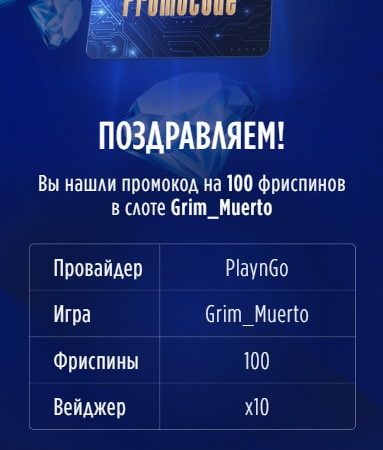 Promocode
ПОЗДРАВЛЯЕМ!
Вы нашли промокод на 100 фриспинов
в слоте Grim_Muerto
Провайдер PlaynGo
Игра Grim_Muerto
Фриспины 100
Вейджер x10